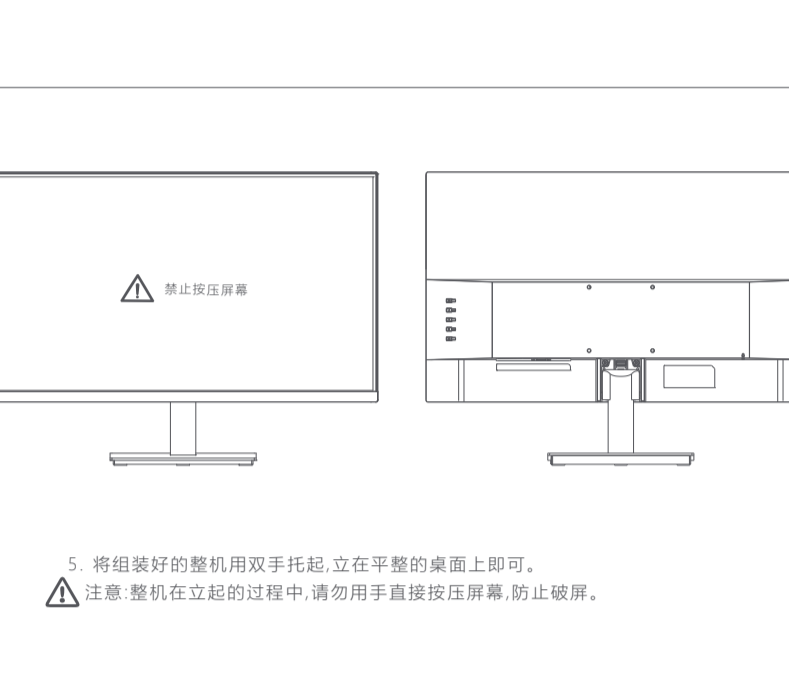 禁止按压屏幕
5. 将组装好的整机用双手托起,立在平整的桌面上即可。
注意:整机在立起的过程中,请勿用手直接按压屏幕,防止破屏。